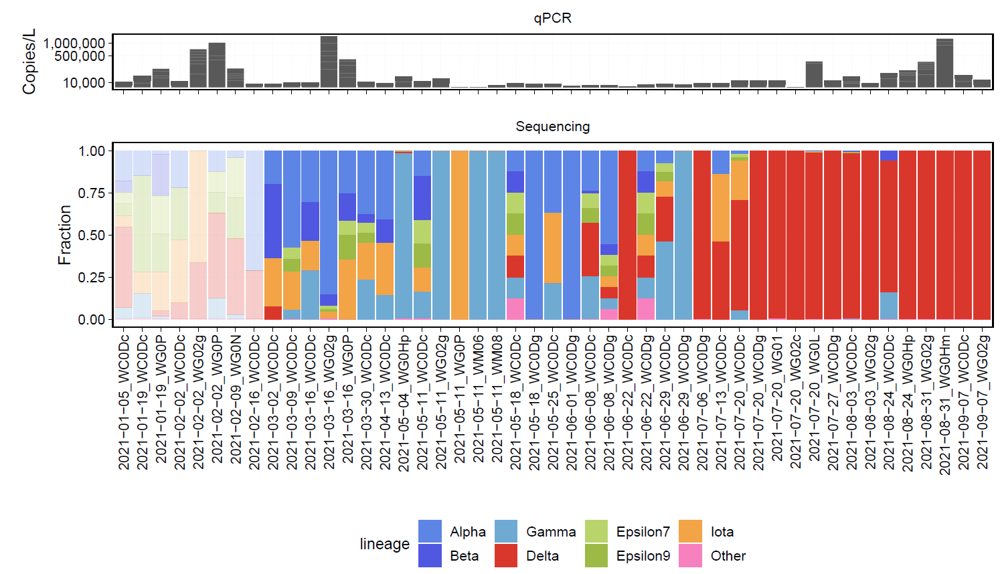 qPCR
Copies/L
1,000,000
500,000
10,000
Sequencing
Fraction
1.00
0.75
0.50
0.25
0.00
2021−01−05_WC0Dc
2021−01−19_WC0Dc
2021−01−19_WG0P
2021−02−02_WC0Dc
2021−02−02_WG02g
2021−02−02_WG0P
2021−02−09_WG0N
2021−02−16_WC0Dc
2021−03−02_WC0Dc
2021−03−09_WC0Dc
2021−03−16_WC0Dc
2021−03−16_WG02g
2021−03−16_WG0P
2021−03−30_WC0Dc
2021−04−13_WC0Dc
2021−05−04_WG0Hp
2021−05−11_WC0Dc
2021−05−11_WG02g
2021−05−11_WG0P
2021−05−11_WM06
2021−05−11_WM08
2021−05−18_WC0Dc
2021−05−18_WC0Dg
2021−05−25_WC0Dc
2021−06−01_WC0Dg
2021−06−08_WC0Dc
2021−06−08_WC0Dg
2021−06−22_WC0Dc
2021−06−22_WC0Dg
2021−06−29_WC0Dc
2021−06−29_WC0Dg
2021−07−06_WC0Dg
2021−07−13_WC0Dc
2021−07−20_WC0Dc
2021−07−20_WC0Dg
2021−07−20_WG01
2021−07−20_WG02c
2021−07−20_WG0L
2021−07−27_WC0Dg
2021−08−03_WC0Dc
2021−08−03_WG02g
2021−08−24_WC0Dc
2021−08−24_WG0Hp
2021−08−31_WG02g
2021−08−31_WG0Hm
2021−09−07_WC0Dc
2021−09−07_WG02g
lineage
Alpha Gamma Epsilon7 Iota
Beta Delta Epsilon9 Other